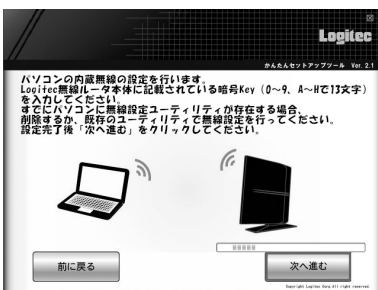 Logitec
かんたんセットアップツール Ver. 2.1
パソコンの内蔵無線の設定を行います。
Logitec無線ルータ本体に記載されている暗号Key（0～9、A～Hで13文字）
を入力してください。
すでにパソコンに無線設定ユーティリティが存在する場合、
削除するか、既存のユーティリティで無線設定を行ってください。
設定完了後「次へ進む」をクリックしてください。
前に戻る
次へ進む
Copyright Logitec Corp. All right reserved.